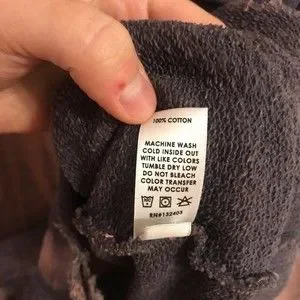 100% COTTON
MACHINE WASH
COLD INSIDE OUT
WITH LIKE COLORS
TUMBLE DRY LOW
DO NOT BLEACH
COLOR TRANSFER
MAY OCCUR
RN#132403